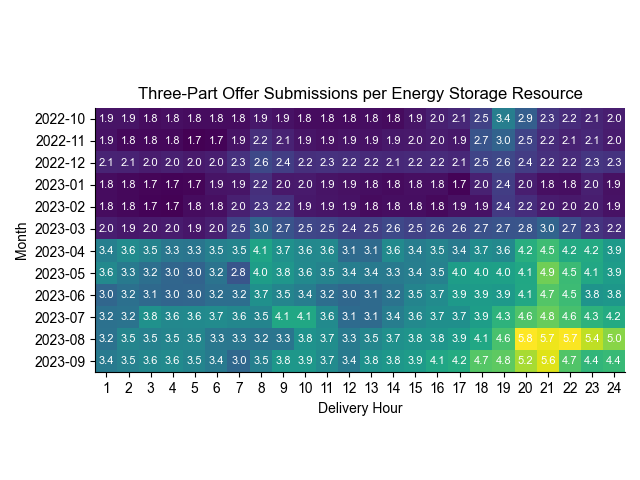 Three-Part Offer Submissions per Energy Storage Resource
2022-10 1.9 1.9 1.8 1.8 1.8 1.8 1.8 1.9 1.9 1.8 1.8 1.8 1.8 1.8 1.9 2.0 2.1 2.5 3.4 2.9 2.3 2.2 2.1 2.0
2022-11 1.9 1.8 1.8 1.8 1.7 1.7 1.9 2.2 2.1 1.9 1.9 1.9 1.9 1.9 2.0 2.0 1.9 2.7 3.0 2.5 2.2 2.1 2.1 2.0
2022-12 2.1 2.1 2.0 2.0 2.0 2.0 2.3 2.6 2.4 2.2 2.3 2.2 2.2 2.1 2.2 2.2 2.1 2.5 2.6 2.4 2.2 2.2 2.3 2.3
2023-01 1.8 1.8 1.7 1.7 1.7 1.9 1.9 2.2 2.0 2.0 1.9 1.9 1.8 1.8 1.8 1.8 1.7 2.0 2.4 2.0 1.8 1.8 2.0 1.9
2023-02 1.8 1.8 1.7 1.7 1.8 1.8 2.0 2.3 2.2 1.9 1.9 1.9 1.8 1.8 1.8 1.8 1.9 1.9 2.4 2.2 2.0 2.0 2.0 1.9
2023-03 2.0 1.9 2.0 2.0 1.9 2.0 2.5 3.0 2.7 2.5 2.5 2.4 2.5 2.6 2.5 2.6 2.6 2.7 2.7 2.8 3.0 2.7 2.3 2.2
2023-04 3.4 3.6 3.5 3.3 3.3 3.5 3.5 4.1 3.7 3.6 3.6 3.1 3.1 3.6 3.4 3.5 3.4 3.7 3.6 4.2 4.5 4.2 4.2 3.9
2023-05 3.6 3.3 3.2 3.0 3.0 3.2 2.8 4.0 3.8 3.6 3.5 3.4 3.4 3.3 3.4 3.5 4.0 4.0 4.0 4.1 4.9 4.5 4.1 3.9
2023-06 3.0 3.2 3.1 3.0 3.0 3.2 3.2 3.7 3.5 3.4 3.2 3.0 3.1 3.2 3.5 3.7 3.9 3.9 3.9 4.1 4.7 4.5 3.8 3.8
2023-07 3.2 3.2 3.8 3.6 3.6 3.7 3.6 3.5 4.1 4.1 3.6 3.1 3.1 3.4 3.6 3.7 3.7 3.9 4.3 4.6 4.8 4.6 4.3 4.2
2023-08 3.2 3.5 3.5 3.5 3.5 3.3 3.3 3.2 3.3 3.8 3.7 3.3 3.5 3.7 3.8 3.8 3.9 4.1 4.6 5.8 5.7 5.7 5.4 5.0
2023-09 3.4 3.5 3.6 3.6 3.5 3.4 3.0 3.5 3.8 3.9 3.7 3.4 3.8 3.8 3.9 4.1 4.2 4.7 4.8 5.2 5.6 4.7 4.4 4.4
1 2 3 4 5 6 7 8 9 10 11 12 13 14 15 16 17 18 19 20 21 22 23 24
Delivery Hour
Month